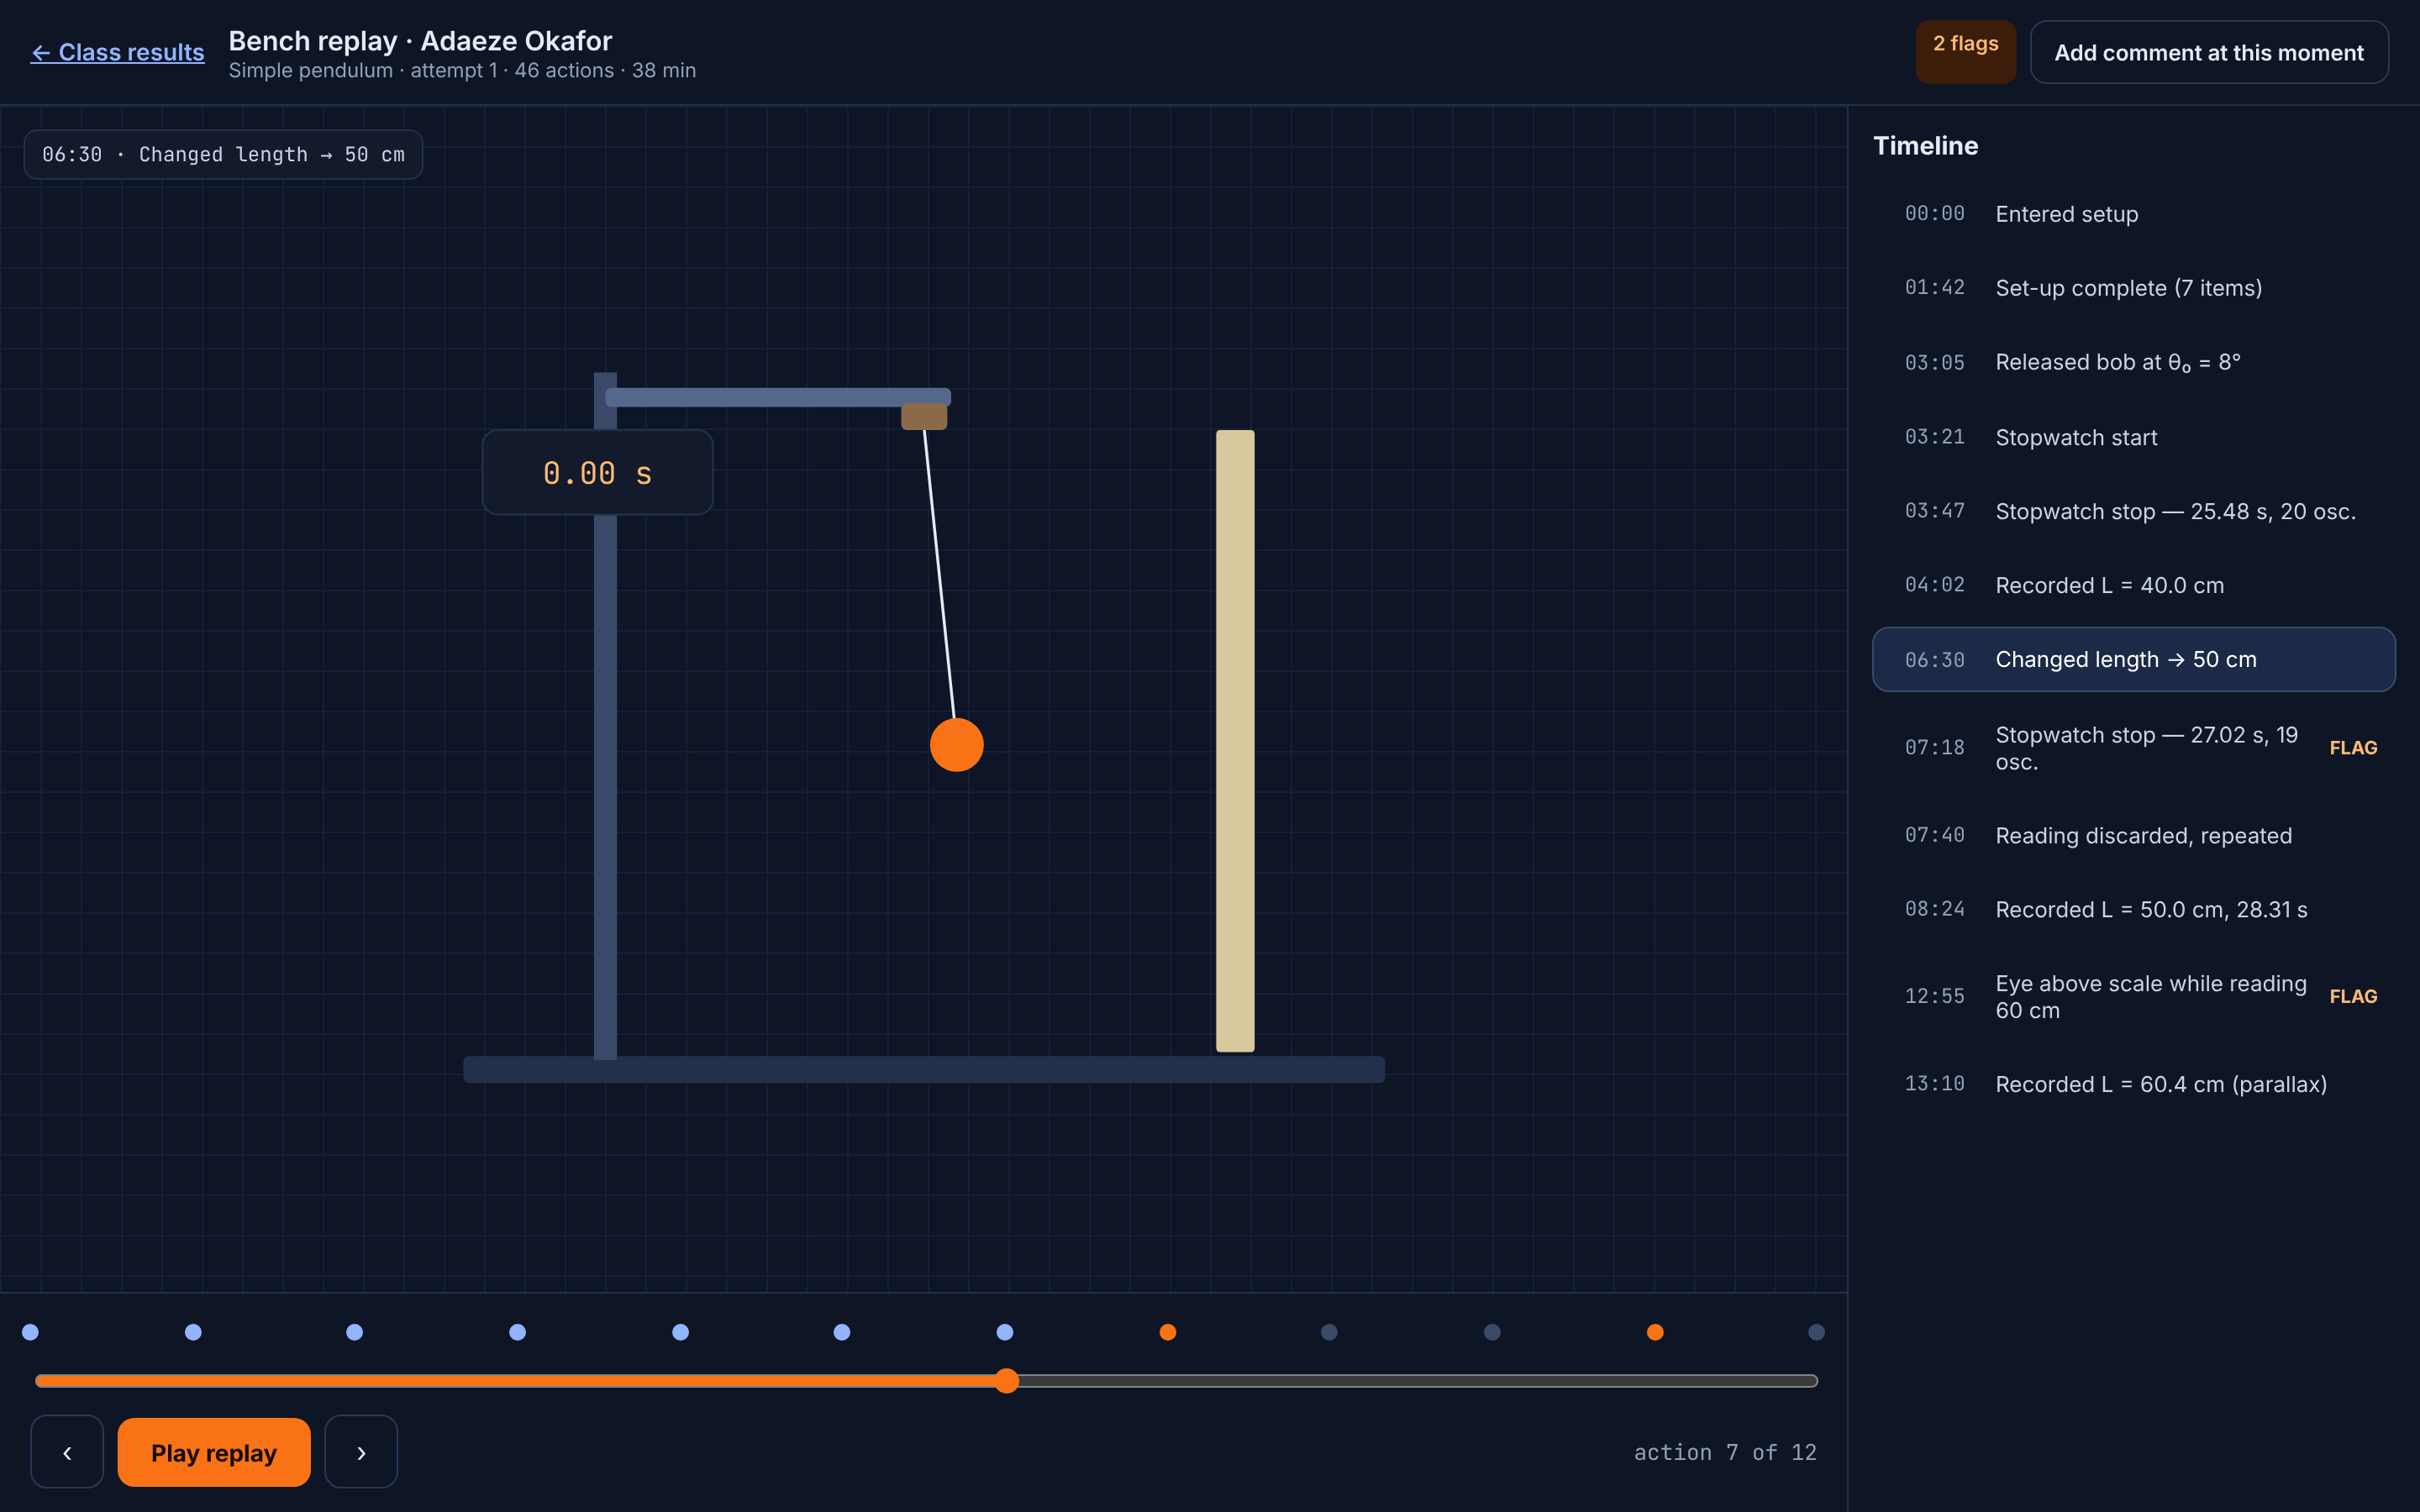 ← Class results
Bench replay · Adaeze Okafor
Simple pendulum · attempt 1 · 46 actions · 38 min
2 flags
Add comment at this moment
06:30 · Changed length → 50 cm
0.00 s
Timeline
00:00 Entered setup
01:42 Set-up complete (7 items)
03:05 Released bob at θ₀ = 8°
03:21 Stopwatch start
03:47 Stopwatch stop — 25.48 s, 20 osc.
04:02 Recorded L = 40.0 cm
06:30 Changed length → 50 cm
07:18 Stopwatch stop — 27.02 s, 19
osc.
FLAG
07:40 Reading discarded, repeated
08:24 Recorded L = 50.0 cm, 28.31 s
12:55 Eye above scale while reading
60 cm
FLAG
13:10 Recorded L = 60.4 cm (parallax)
‹
Play replay
›
action 7 of 12